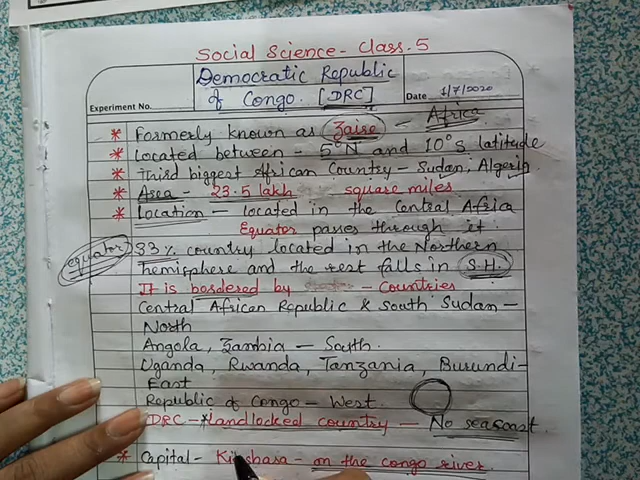 Social Science - Class. 5
Democratic Republic
of Congo. [DRC]
Experiment No.
Date 1/7/2020
* Formerly known as Zaise - Africa
* Located between - 5°N and 10°S latitude
* Third biggest African Country - Sudan, Algeria
* Area - 23.5 lakh square miles
* Location - located in the Central Africa
Equator passes through it.
equator 33% country located in the Northern
hemisphere and the rest falls in S.H.
It is bordered by - Countries
Central African Republic & South Sudan -
North
Angola, Zambia - South.
Uganda, Rwanda, Tanzania, Burundi-
East
Republic of Congo - West.
DRC - *Landlocked country - No seacoast.
* Capital - Kinshasa - on the congo river.